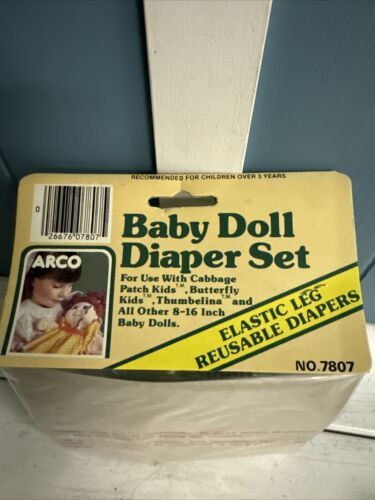 RECOMMENDED FOR CHILDREN OVER 3 YEARS
0 26676 07807
ARCO
Baby Doll
Diaper Set
For Use With Cabbage
Patch Kids™, Butterfly
Kids™, Thumbelina™ and
All Other 8-16 Inch
Baby Dolls.
ELASTIC LEG
REUSABLE DIAPERS
NO.7807